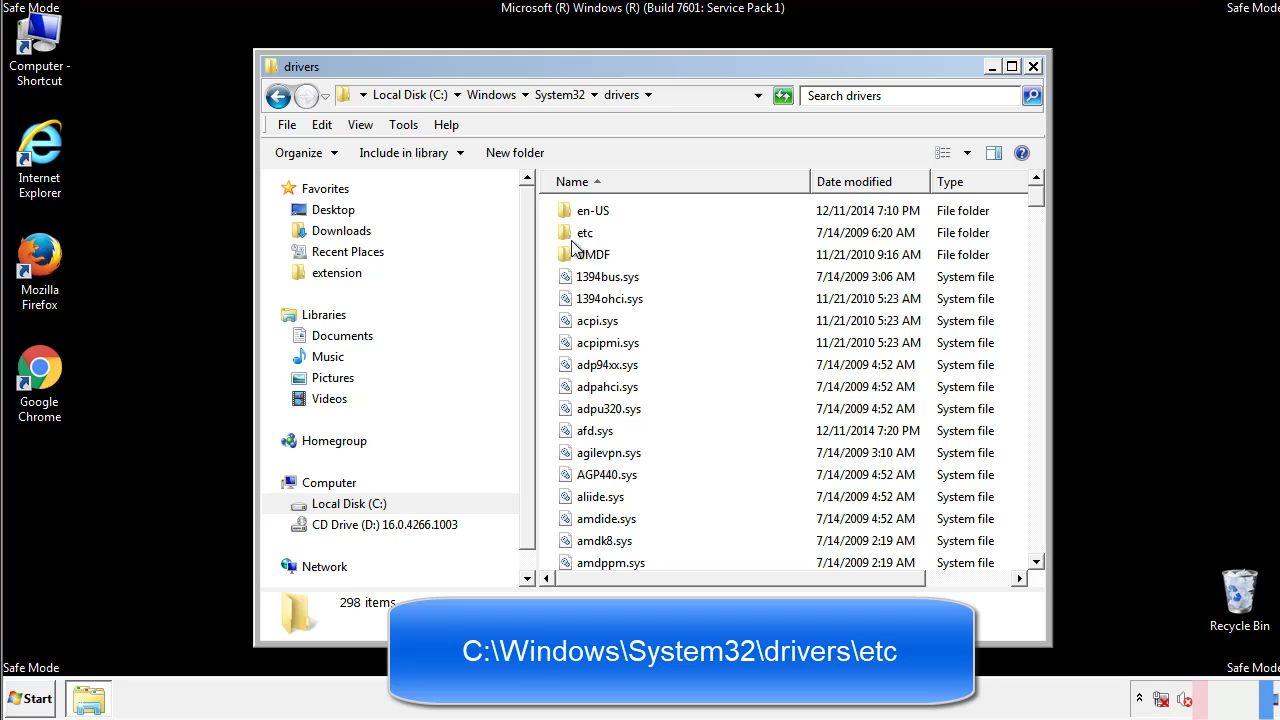 Safe Mode
Microsoft (R) Windows (R) (Build 7601: Service Pack 1)
Safe Mode
Computer -
Shortcut
Internet
Explorer
Mozilla
Firefox
Google
Chrome
drivers
Local Disk (C:) Windows System32 drivers
Search drivers
File Edit View Tools Help
Organize Include in library New folder
Favorites
Desktop
Downloads
Recent Places
extension
Libraries
Documents
Music
Pictures
Videos
Homegroup
Computer
Local Disk (C:)
CD Drive (D:) 16.0.4266.1003
Network
Name Date modified Type
en-US 12/11/2014 7:10 PM File folder
etc 7/14/2009 6:20 AM File folder
UMDF 11/21/2010 9:16 AM File folder
1394bus.sys 7/14/2009 3:06 AM System file
1394ohci.sys 11/21/2010 5:23 AM System file
acpi.sys 11/21/2010 5:23 AM System file
acpipmi.sys 11/21/2010 5:23 AM System file
adp94xx.sys 7/14/2009 4:52 AM System file
adpahci.sys 7/14/2009 4:52 AM System file
adpu320.sys 7/14/2009 4:52 AM System file
afd.sys 12/11/2014 7:20 PM System file
agilevpn.sys 7/14/2009 3:10 AM System file
AGP440.sys 7/14/2009 4:52 AM System file
aliide.sys 7/14/2009 4:52 AM System file
amdide.sys 7/14/2009 4:52 AM System file
amdk8.sys 7/14/2009 2:19 AM System file
amdppm.sys 7/14/2009 2:19 AM System file
298 items
C:\Windows\System32\drivers\etc
Recycle Bin
Safe Mode
Safe Mode
Start